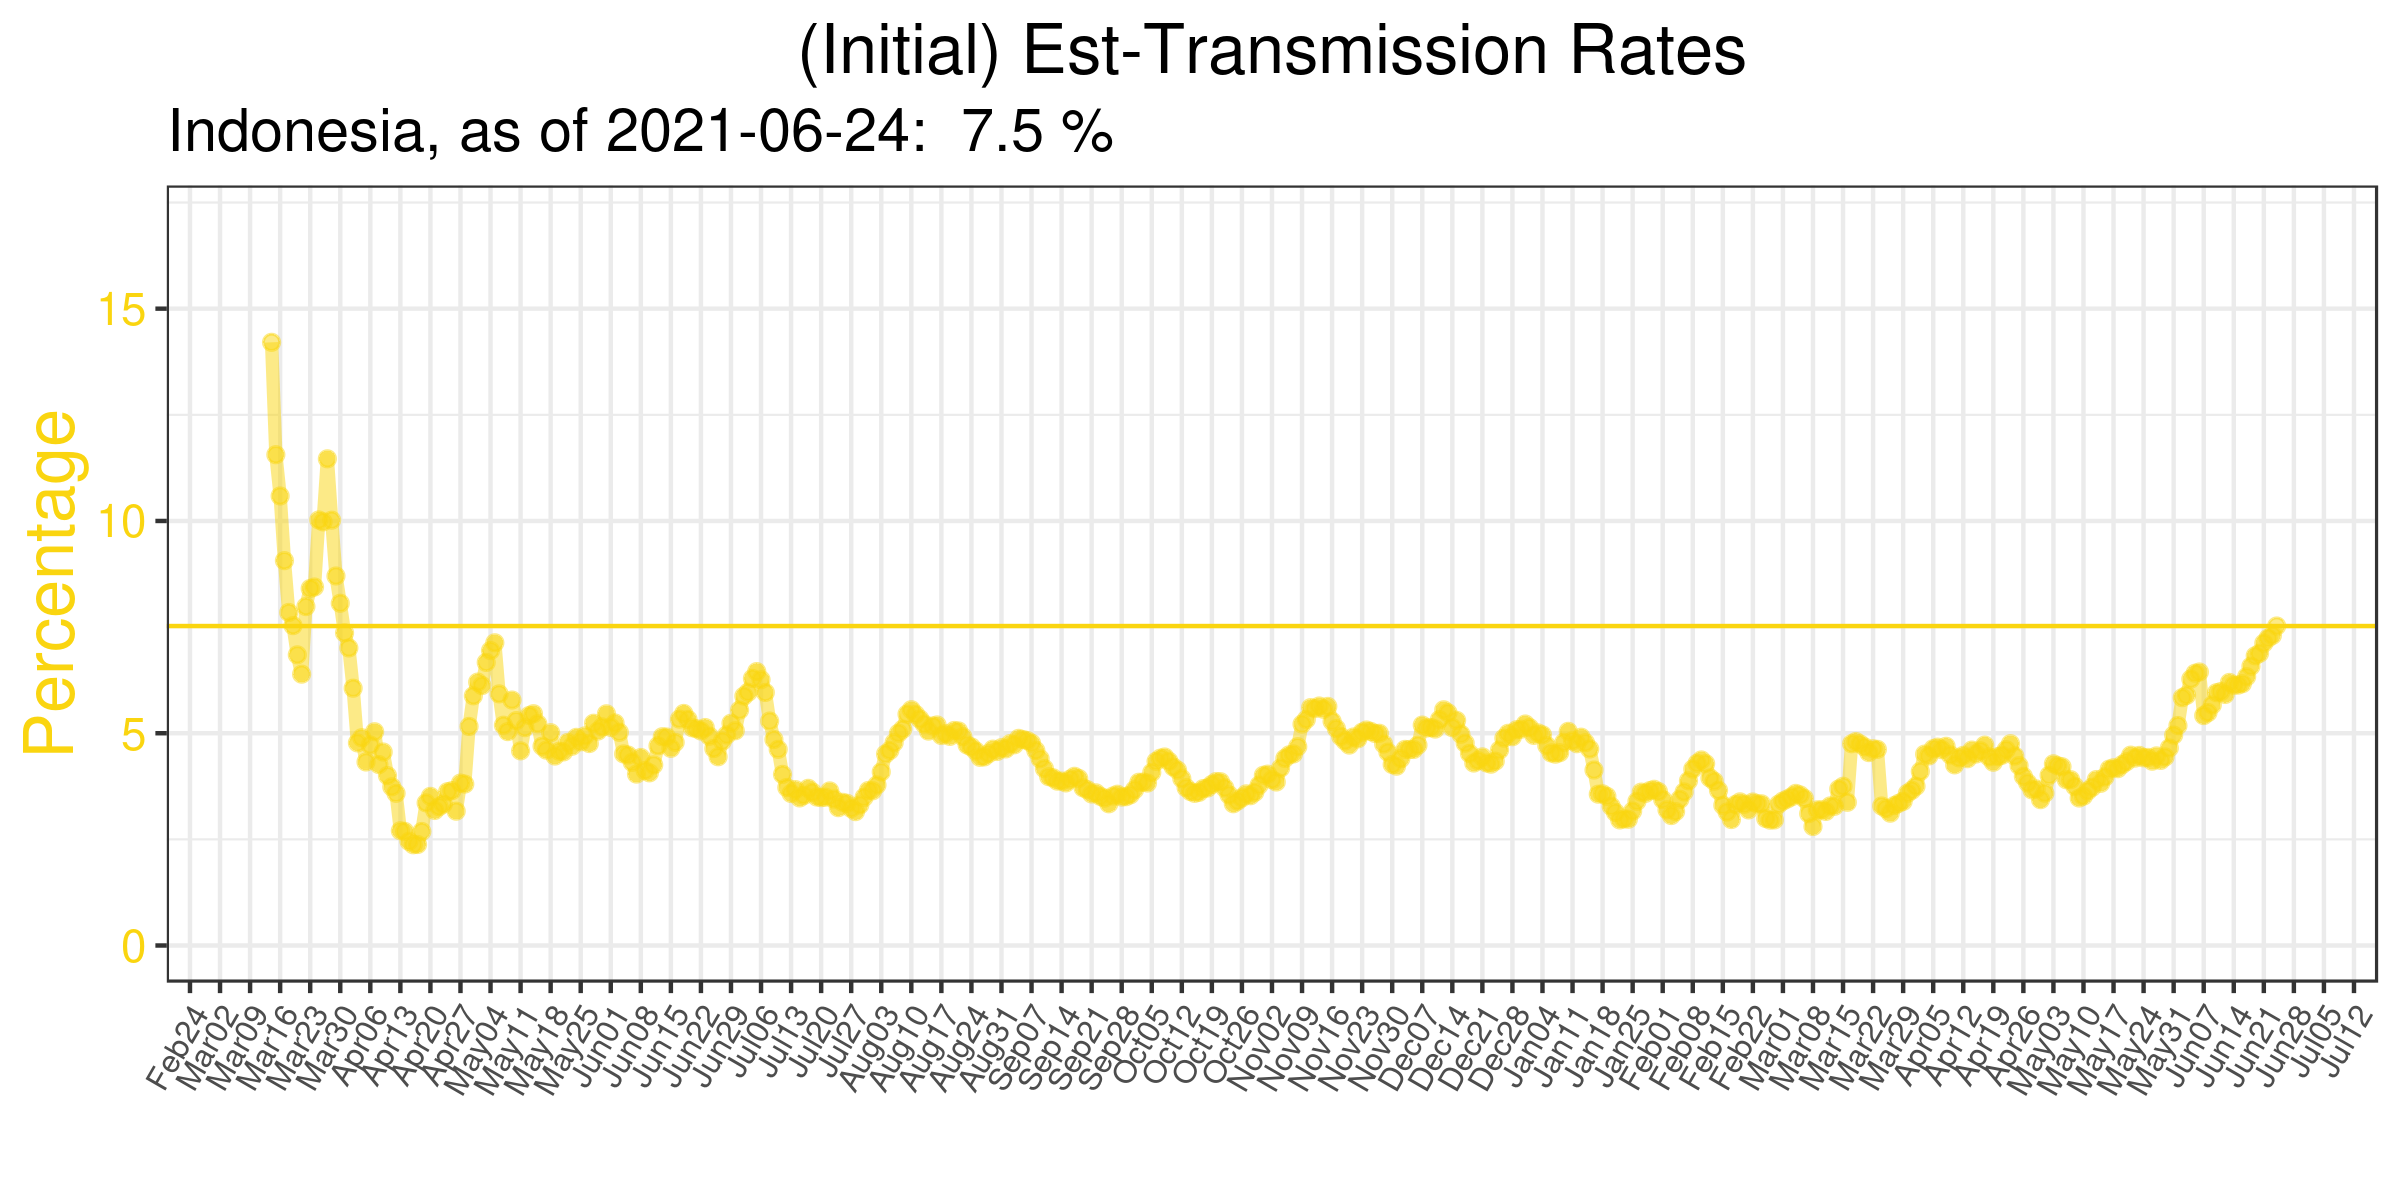 (Initial) Est-Transmission Rates
Indonesia, as of 2021-06-24:  7.5 %
Percentage
15
10
5
0
Feb24
Mar02
Mar09
Mar16
Mar23
Mar30
Apr06
Apr13
Apr20
Apr27
May04
May11
May18
May25
Jun01
Jun08
Jun15
Jun22
Jun29
Jul06
Jul13
Jul20
Jul27
Aug03
Aug10
Aug17
Aug24
Aug31
Sep07
Sep14
Sep21
Sep28
Oct05
Oct12
Oct19
Oct26
Nov02
Nov09
Nov16
Nov23
Nov30
Dec07
Dec14
Dec21
Dec28
Jan04
Jan11
Jan18
Jan25
Feb01
Feb08
Feb15
Feb22
Mar01
Mar08
Mar15
Mar22
Mar29
Apr05
Apr12
Apr19
Apr26
May03
May10
May17
May24
May31
Jun07
Jun14
Jun21
Jun28
Jul05
Jul12